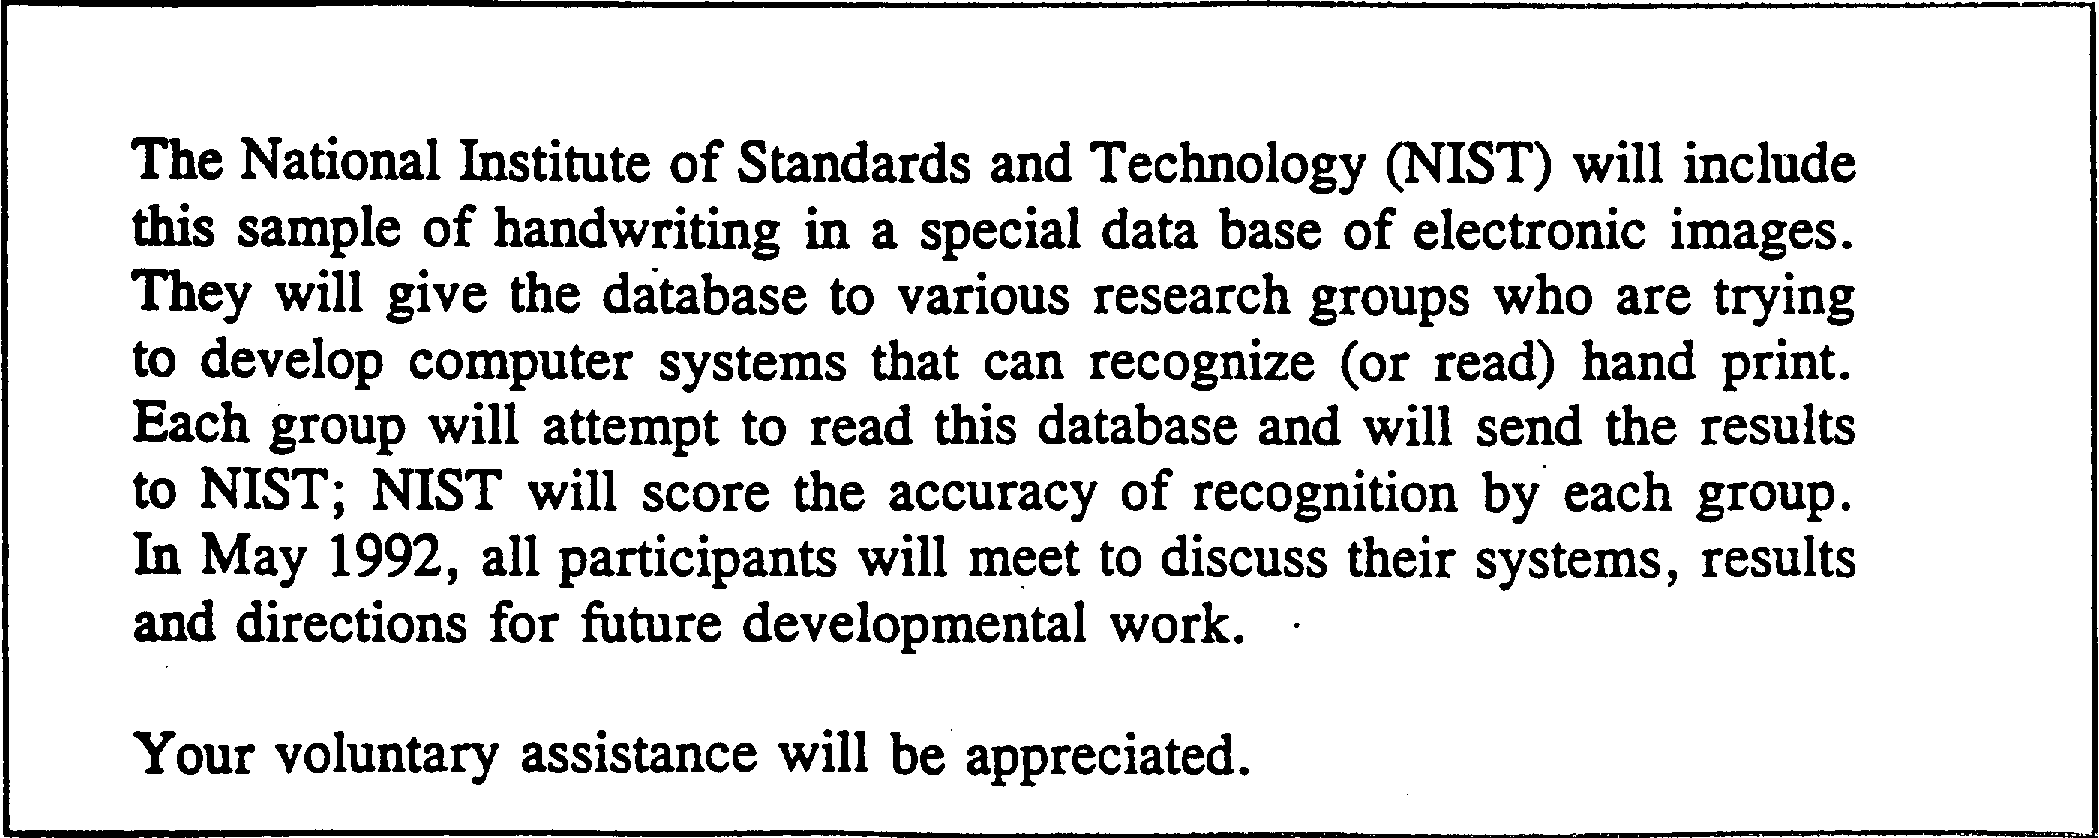 The National Institute of Standards and Technology (NIST) will include
this sample of handwriting in a special data base of electronic images.
They will give the database to various research groups who are trying
to develop computer systems that can recognize (or read) hand print.
Each group will attempt to read this database and will send the results
to NIST; NIST will score the accuracy of recognition by each group.
In May 1992, all participants will meet to discuss their systems, results
and directions for future developmental work.
Your voluntary assistance will be appreciated.